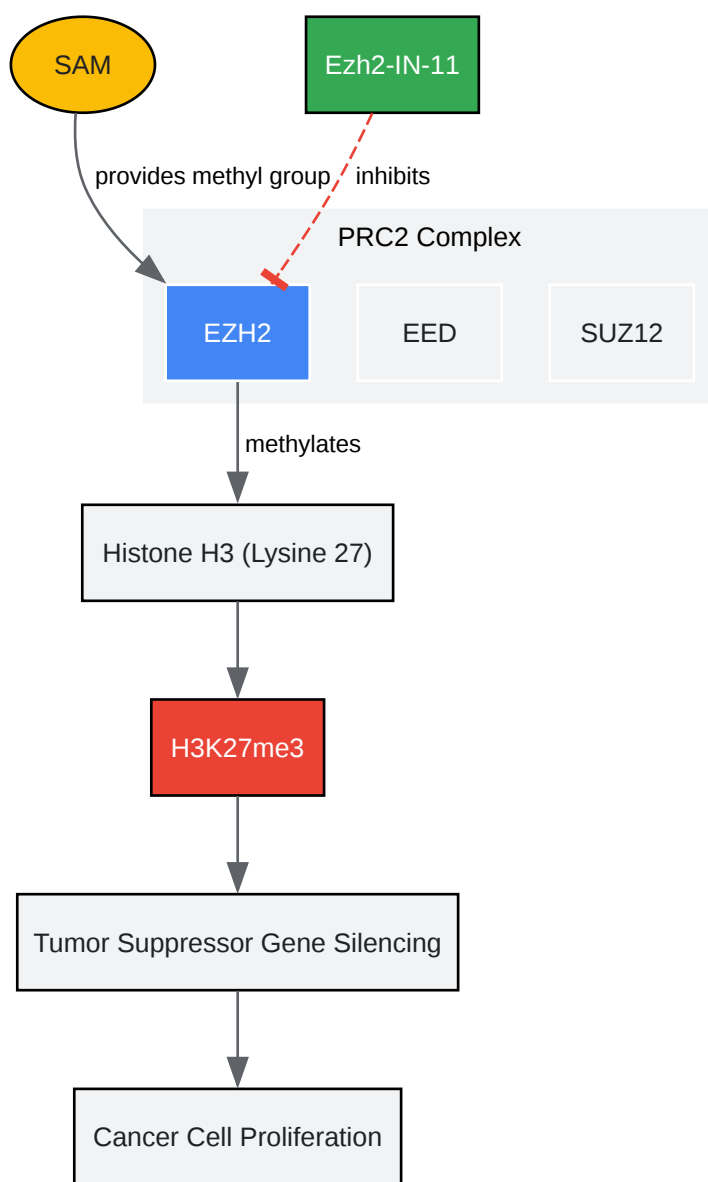 SAM
Ezh2-IN-11
provides methyl group
inhibits
PRC2 Complex
EZH2
EED
SUZ12
methylates
Histone H3 (Lysine 27)
H3K27me3
Tumor Suppressor Gene Silencing
Cancer Cell Proliferation